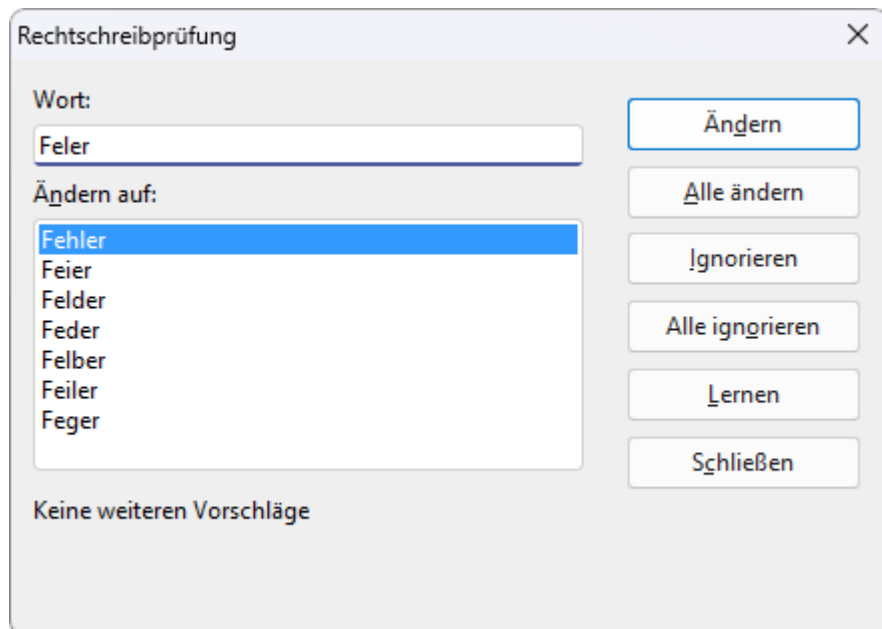 Rechtschreibprüfung
Wort:
Feler
Ändern auf:
Fehler
Feier
Felder
Feder
Felber
Feiler
Feger
Keine weiteren Vorschläge
Ändern
Alle ändern
Ignorieren
Alle ignorieren
Lernen
Schließen